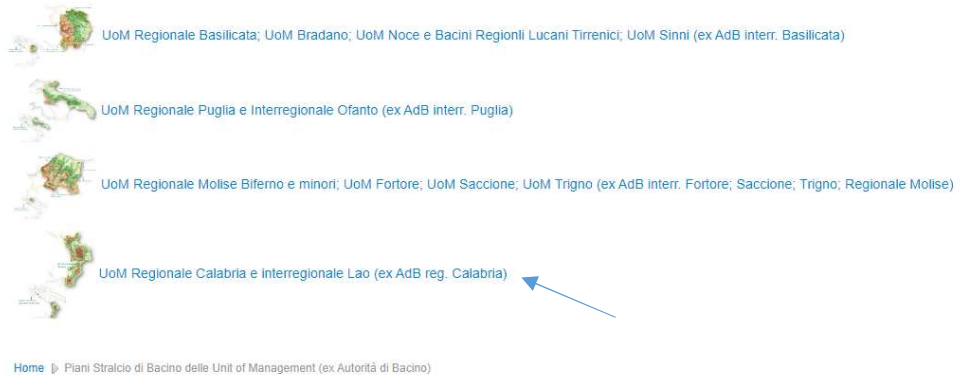 UoM Regionale Basilicata; UoM Bradano; UoM Noce e Bacini Regionli Lucani Tirrenici; UoM Sinni (ex AdB interr. Basilicata)
UoM Regionale Puglia e Interregionale Ofanto (ex AdB interr. Puglia)
UoM Regionale Molise Biferno e minori; UoM Fortore; UoM Saccione; UoM Trigno (ex AdB interr. Fortore; Saccione; Trigno; Regionale Molise)
UoM Regionale Calabria e interregionale Lao (ex AdB reg. Calabria)
Home Piani Stralcio di Bacino delle Unit of Management (ex Autorità di Bacino)